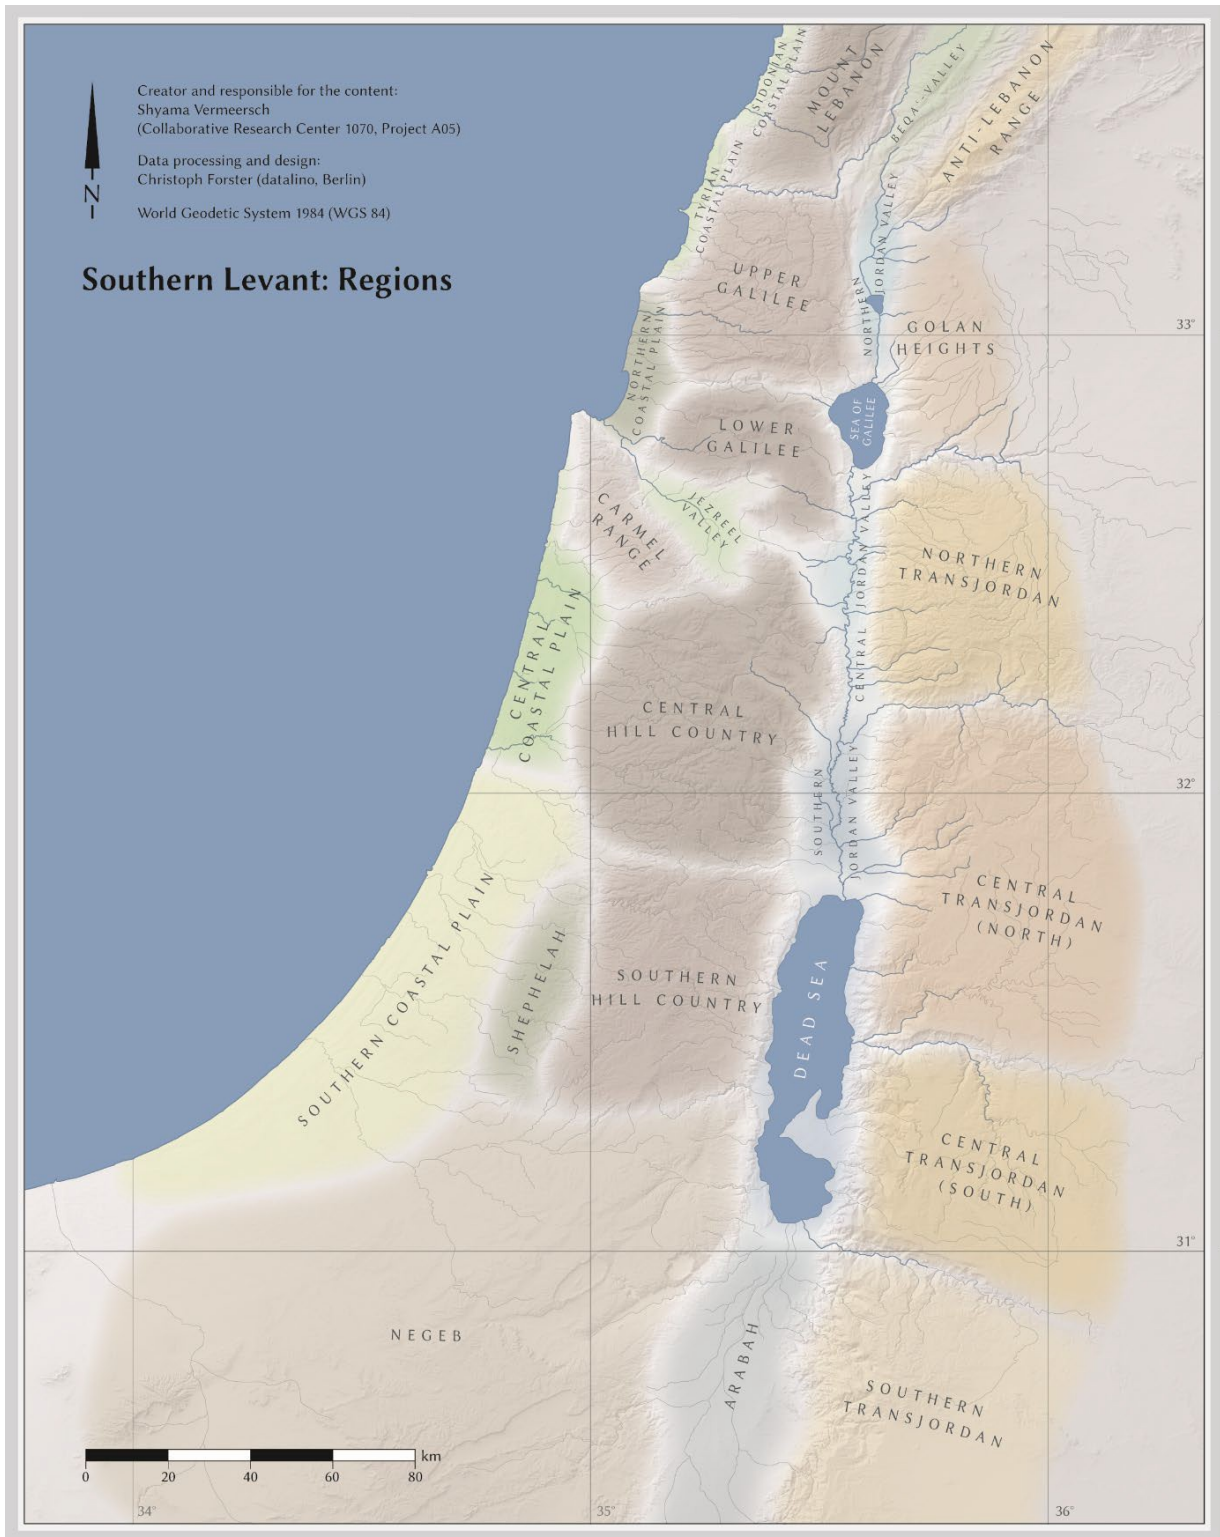 Creator and responsible for the content:
Shyama Vermeersch
(Collaborative Research Center 1070, Project A05)
Data processing and design:
Christoph Forster (datalino, Berlin)
World Geodetic System 1984 (WGS 84)
N
Southern Levant: Regions
SIDONIAN
COASTAL PLAIN
MOUNT
LEBANON
BEQA- VALLEY
ANTI-LEBANON
RANGE
TYRIAN
COASTAL PLAIN
UPPER
GALILEE
NORTHERN
JORDAN VALLEY
GOLAN
HEIGHTS
33°
NORTHERN
COASTAL PLAIN
LOWER
GALILEE
SEA OF
GALILEE
CARMEL
RANGE
JEZREEL
VALLEY
CENTRAL JORDAN VALLEY
NORTHERN
TRANSJORDAN
CENTRAL
COASTAL PLAIN
CENTRAL
HILL COUNTRY
32°
SOUTHERN
JORDAN VALLEY
CENTRAL
TRANSJORDAN
(NORTH)
SOUTHERN COASTAL PLAIN
SHEPHELAH
SOUTHERN
HILL COUNTRY
DEAD SEA
CENTRAL
TRANSJORDAN
(SOUTH)
31°
NEGEB
ARABAH
SOUTHERN
TRANSJORDAN
km
0 20 40 60 80
34° 35° 36°